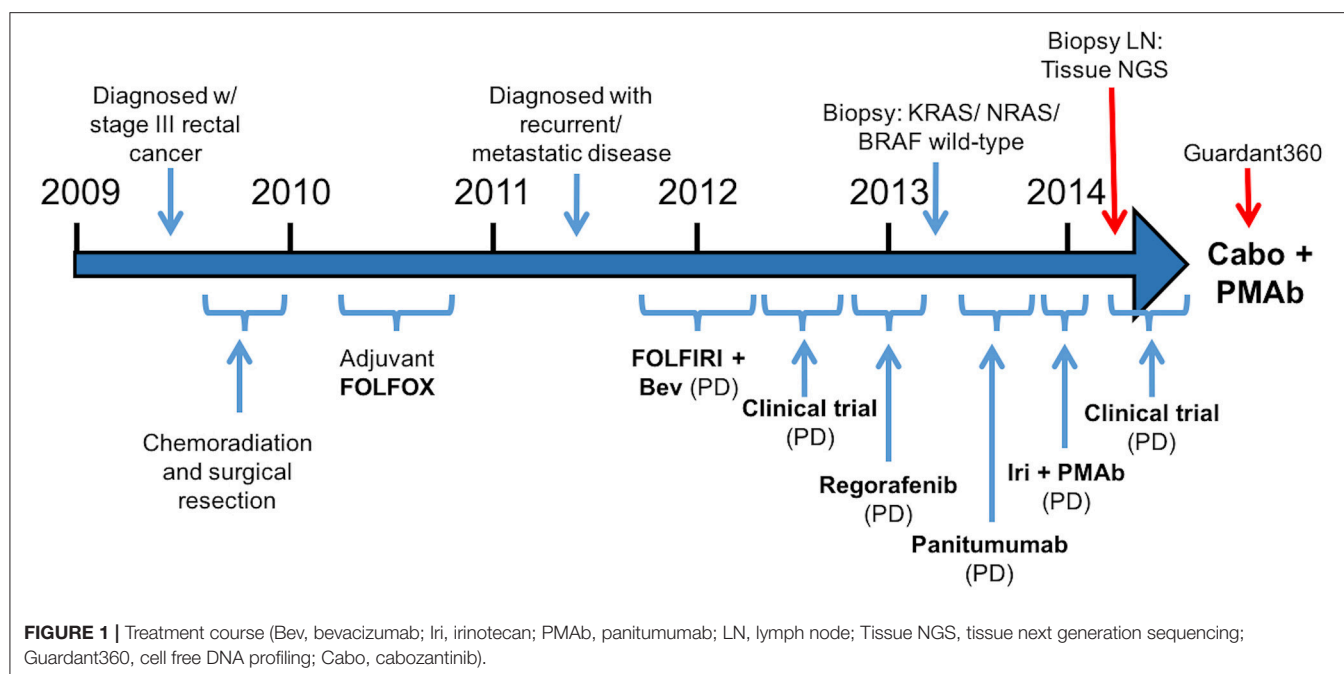 Diagnosed w/
stage III rectal
cancer
Diagnosed with
recurrent/
metastatic disease
Biopsy: KRAS/ NRAS/
BRAF wild-type
Biopsy LN:
Tissue NGS
Guardant360
2009
2010
2011
2012
2013
2014
Cabo +
PMAb
Chemoradiation
and surgical
resection
Adjuvant
FOLFOX
FOLFIRI +
Bev (PD)
Clinical trial
(PD)
Regorafenib
(PD)
Panitumumab
(PD)
Iri + PMAb
(PD)
Clinical trial
(PD)
FIGURE 1 | Treatment course (Bev, bevacizumab; Iri, irinotecan; PMAb, panitumumab; LN, lymph node; Tissue NGS, tissue next generation sequencing;
Guardant360, cell free DNA profiling; Cabo, cabozantinib).